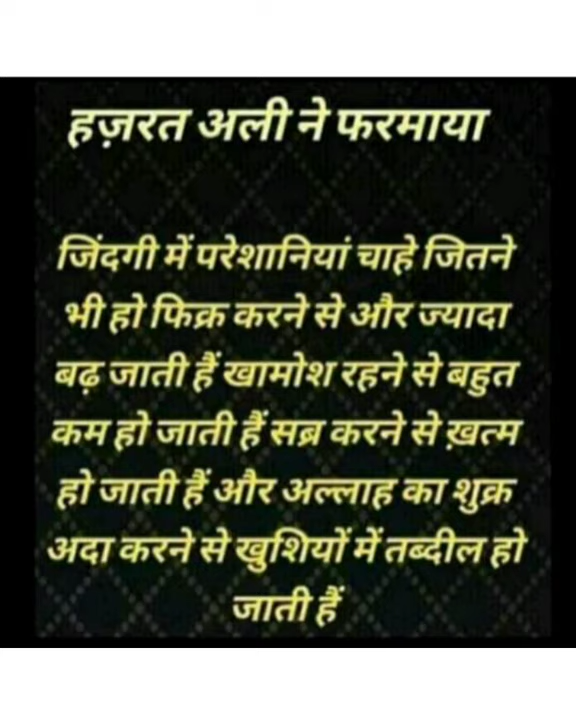 हज़रत अली ने फरमाया
जिंदगी में परेशानियां चाहे जितने
भी हो फिक्र करने से और ज्यादा
बढ़ जाती हैं खामोश रहने से बहुत
कम हो जाती हैं सब्र करने से ख़त्म
हो जाती हैं और अल्लाह का शुक्र
अदा करने से खुशियों में तब्दील हो
जाती हैं